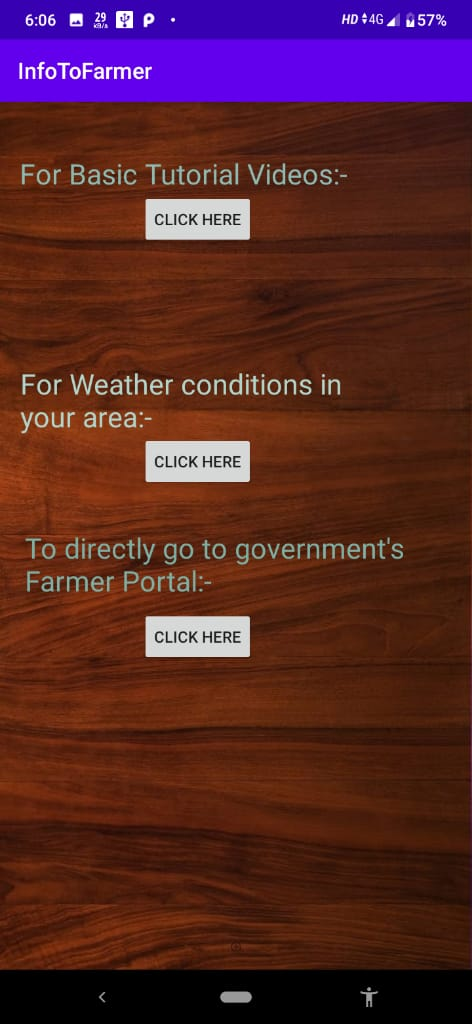 6:06 29 KB/s HD 4G 57%
InfoToFarmer
For Basic Tutorial Videos:-
CLICK HERE
For Weather conditions in
your area:-
CLICK HERE
To directly go to government's
Farmer Portal:-
CLICK HERE